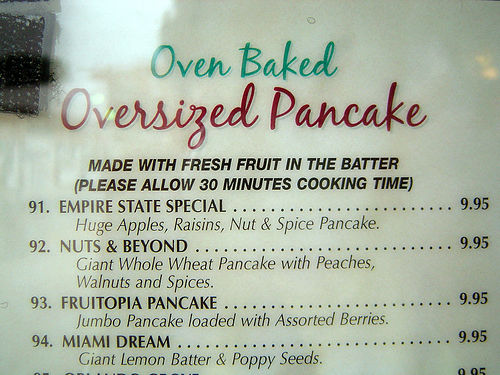 Oven Baked
Oversized Pancake
MADE WITH FRESH FRUIT IN THE BATTER
(PLEASE ALLOW 30 MINUTES COOKING TIME)
91. EMPIRE STATE SPECIAL ................................ 9.95
Huge Apples, Raisins, Nut & Spice Pancake.
92. NUTS & BEYOND ...................................... 9.95
Giant Whole Wheat Pancake with Peaches,
Walnuts and Spices.
93. FRUITOPIA PANCAKE ................................. 9.95
Jumbo Pancake loaded with Assorted Berries.
94. MIAMI DREAM ........................................ 9.95
Giant Lemon Batter & Poppy Seeds.